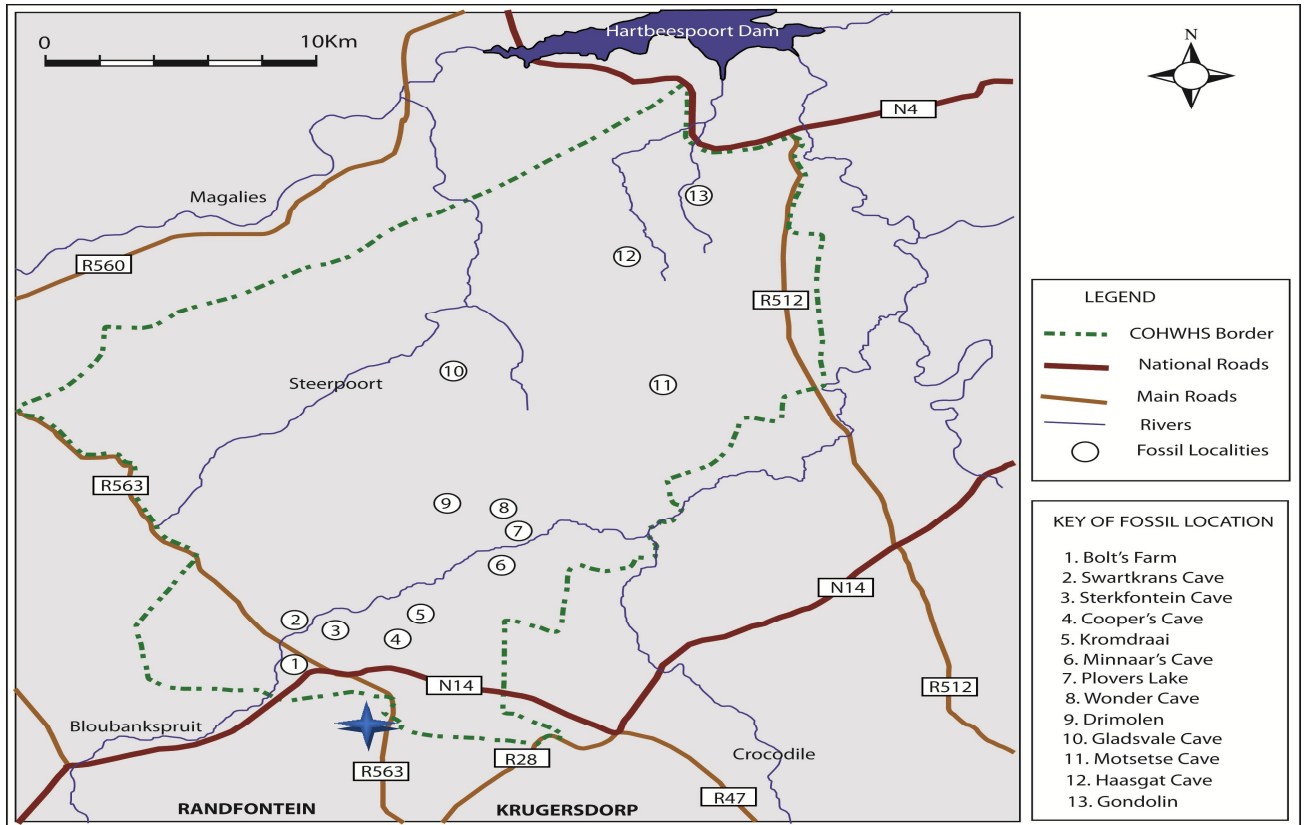 Hartbeespoort Dam
0 10Km
N
N4
Magalies
13
12
R560
R512
LEGEND
COHWHS Border
National Roads
Main Roads
Rivers
Fossil Localities
Steerpoort
10
11
R563
9
8
7
6
5
4
3
2
1
N14
N14
R512
Bloubankspruit
R563
R28
Crocodile
R47
RANDFONTEIN
KRUGERSDORP
KEY OF FOSSIL LOCATION
1. Bolt's Farm
2. Swartkrans Cave
3. Sterkfontein Cave
4. Cooper's Cave
5. Kromdraai
6. Minnaar's Cave
7. Plovers Lake
8. Wonder Cave
9. Drimolen
10. Gladsvale Cave
11. Motsetse Cave
12. Haasgat Cave
13. Gondolin